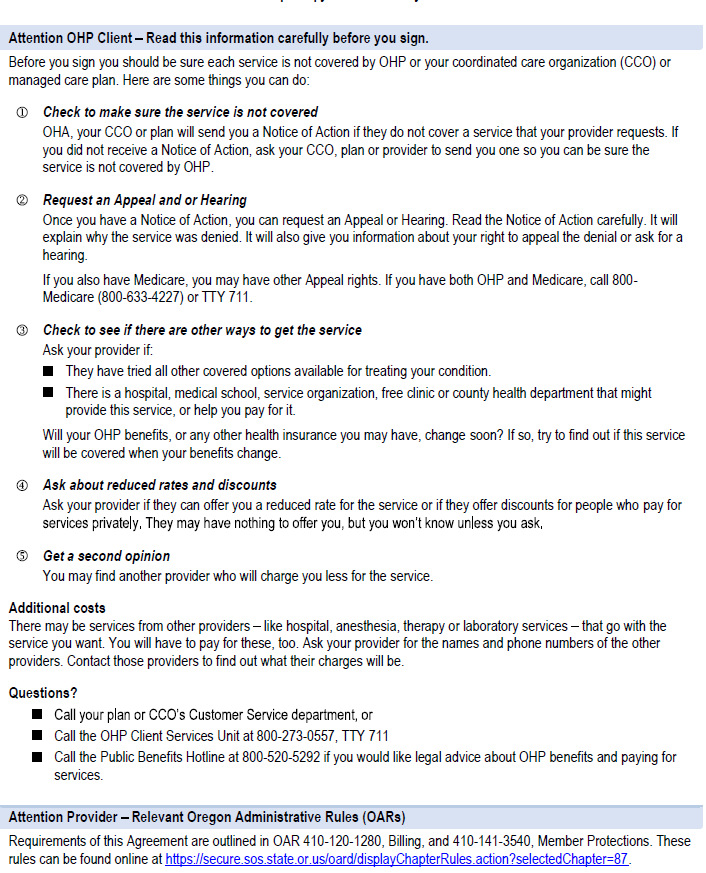 Attention OHP Client – Read this information carefully before you sign.
Before you sign you should be sure each service is not covered by OHP or your coordinated care organization (CCO) or
managed care plan. Here are some things you can do:
① Check to make sure the service is not covered
OHA, your CCO or plan will send you a Notice of Action if they do not cover a service that your provider requests. If
you did not receive a Notice of Action, ask your CCO, plan or provider to send you one so you can be sure the
service is not covered by OHP.
② Request an Appeal and or Hearing
Once you have a Notice of Action, you can request an Appeal or Hearing. Read the Notice of Action carefully. It will
explain why the service was denied. It will also give you information about your right to appeal the denial or ask for a
hearing.
If you also have Medicare, you may have other Appeal rights. If you have both OHP and Medicare, call 800-
Medicare (800-633-4227) or TTY 711.
③ Check to see if there are other ways to get the service
Ask your provider if:
■ They have tried all other covered options available for treating your condition.
■ There is a hospital, medical school, service organization, free clinic or county health department that might
provide this service, or help you pay for it.
Will your OHP benefits, or any other health insurance you may have, change soon? If so, try to find out if this service
will be covered when your benefits change.
④ Ask about reduced rates and discounts
Ask your provider if they can offer you a reduced rate for the service or if they offer discounts for people who pay for
services privately. They may have nothing to offer you, but you won't know unless you ask.
⑤ Get a second opinion
You may find another provider who will charge you less for the service.
Additional costs
There may be services from other providers – like hospital, anesthesia, therapy or laboratory services – that go with the
service you want. You will have to pay for these, too. Ask your provider for the names and phone numbers of the other
providers. Contact those providers to find out what their charges will be.
Questions?
■ Call your plan or CCO's Customer Service department, or
■ Call the OHP Client Services Unit at 800-273-0557, TTY 711
■ Call the Public Benefits Hotline at 800-520-5292 if you would like legal advice about OHP benefits and paying for
services.
Attention Provider – Relevant Oregon Administrative Rules (OARs)
Requirements of this Agreement are outlined in OAR 410-120-1280, Billing, and 410-141-3540, Member Protections. These
rules can be found online at https://secure.sos.state.or.us/oard/displayChapterRules.action?selectedChapter=87.